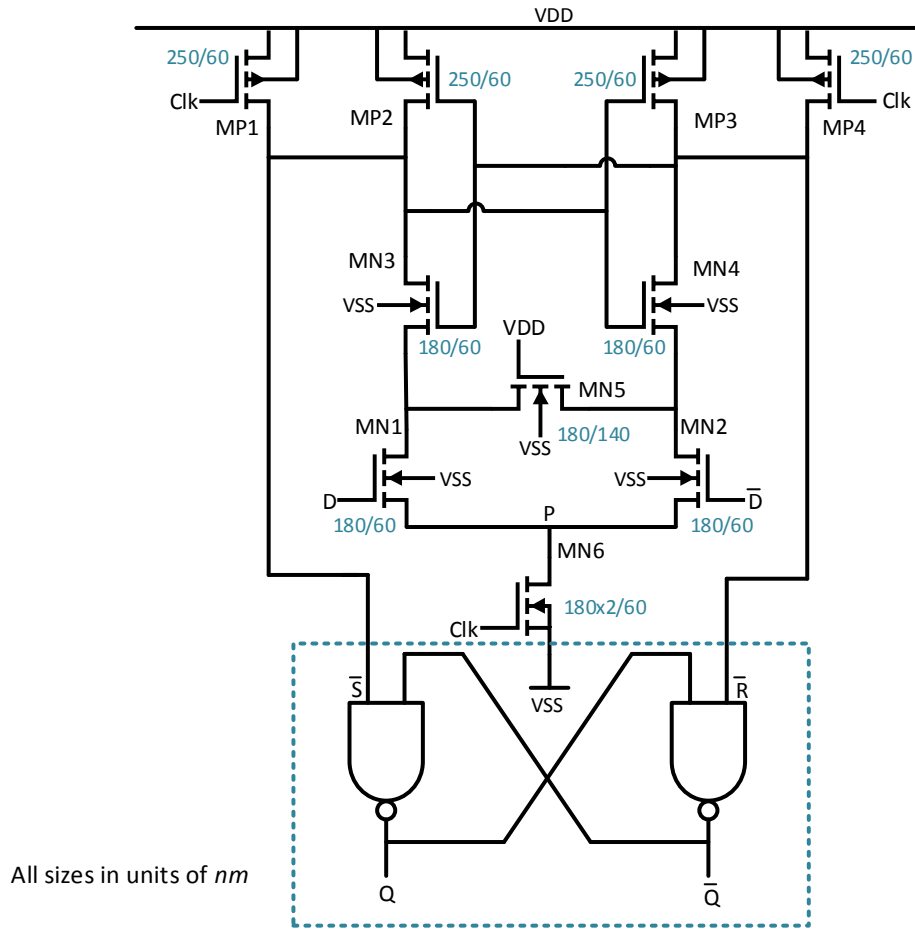 VDD
250/60
250/60
250/60
250/60
Clk
MP1
MP2
MP3
MP4
Clk
MN3
MN4
VSS
VSS
180/60
VDD
180/60
MN5
MN1
180/140
MN2
VSS
VSS
VSS
D
D̅
180/60
P
180/60
MN6
180x2/60
Clk
S̅
R̅
VSS
All sizes in units of nm
Q
Q̅